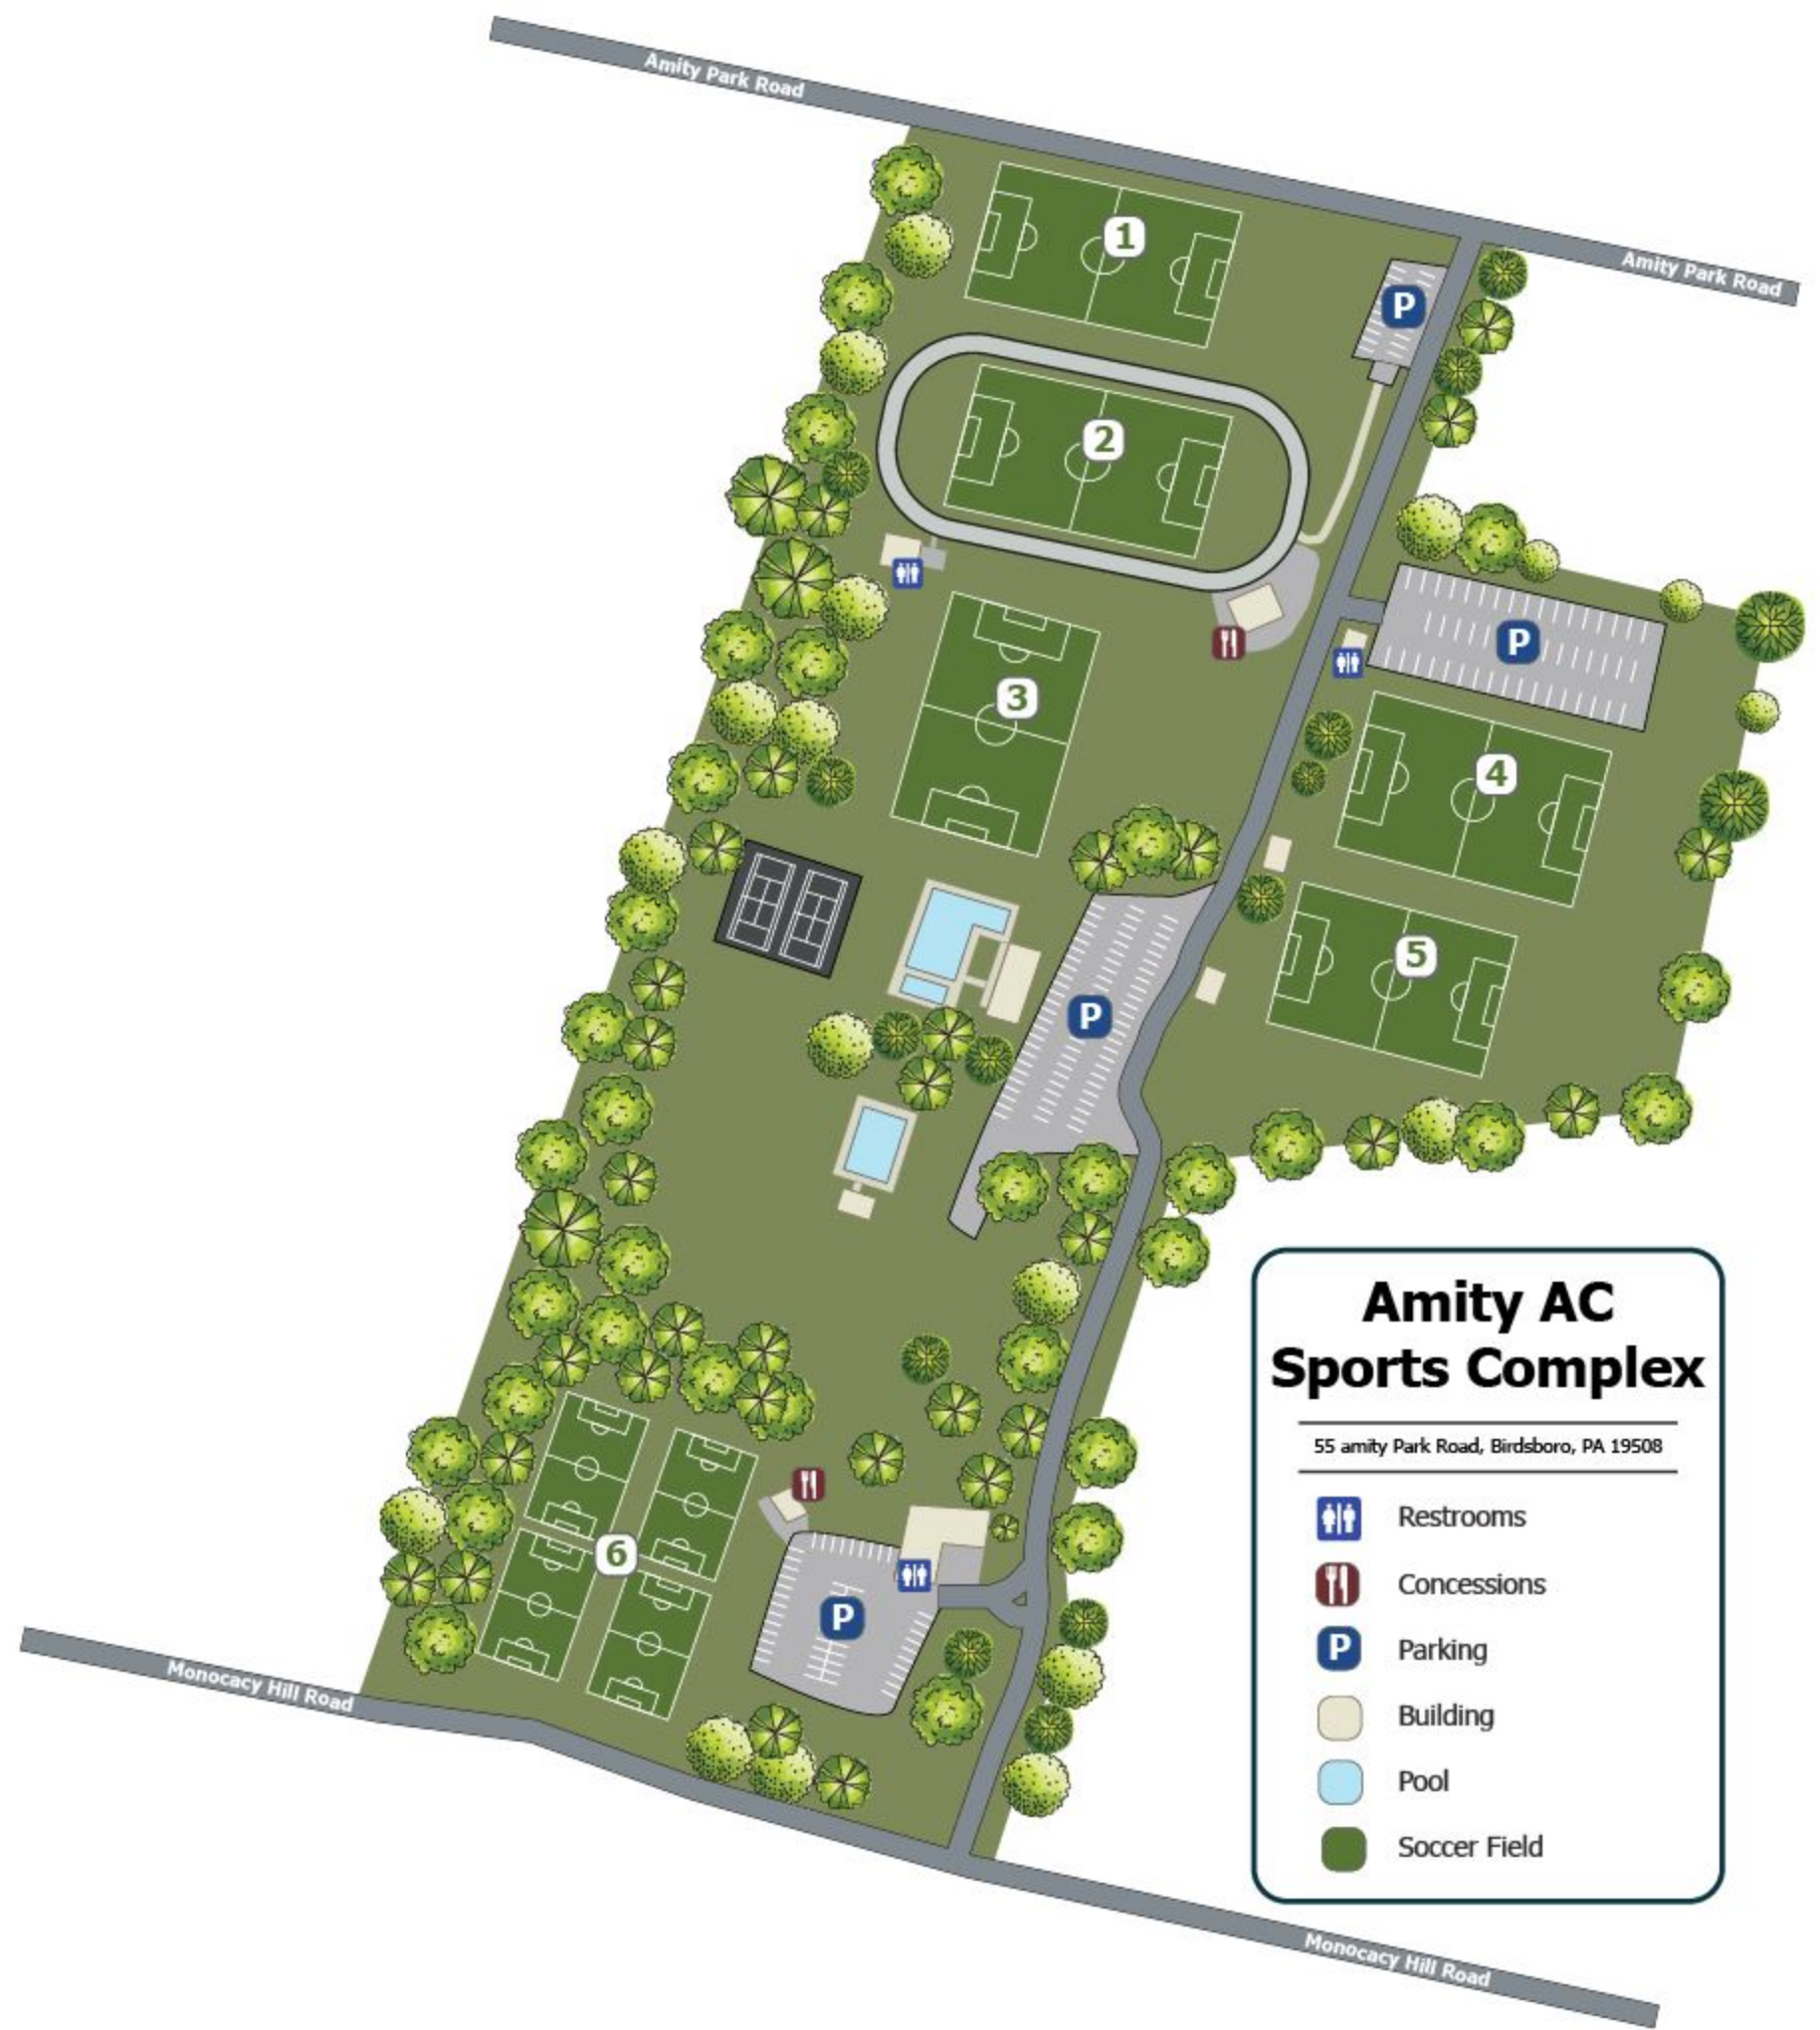 Amity Park Road
Amity Park Road
1
P
2
P
3
4
5
P
6
P
Amity AC
Sports Complex
55 amity Park Road, Birdsboro, PA 19508
Restrooms
Concessions
P Parking
Building
Pool
Soccer Field
Monocacy Hill Road
Monocacy Hill Road